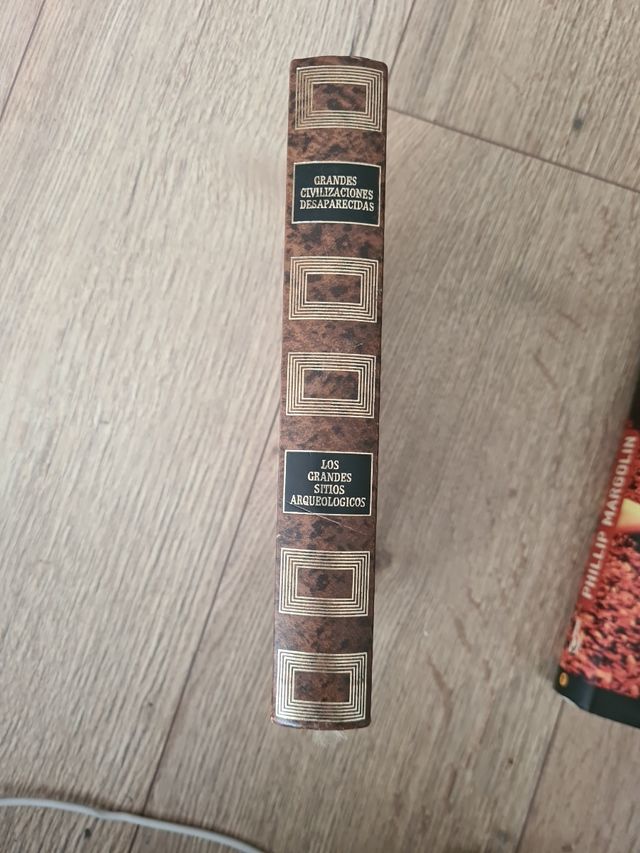 GRANDES
CIVILIZACIONES
DESAPARECIDAS
LOS
GRANDES
SITIOS
ARQUEOLOGICOS
PHILLIP MARGOLIN